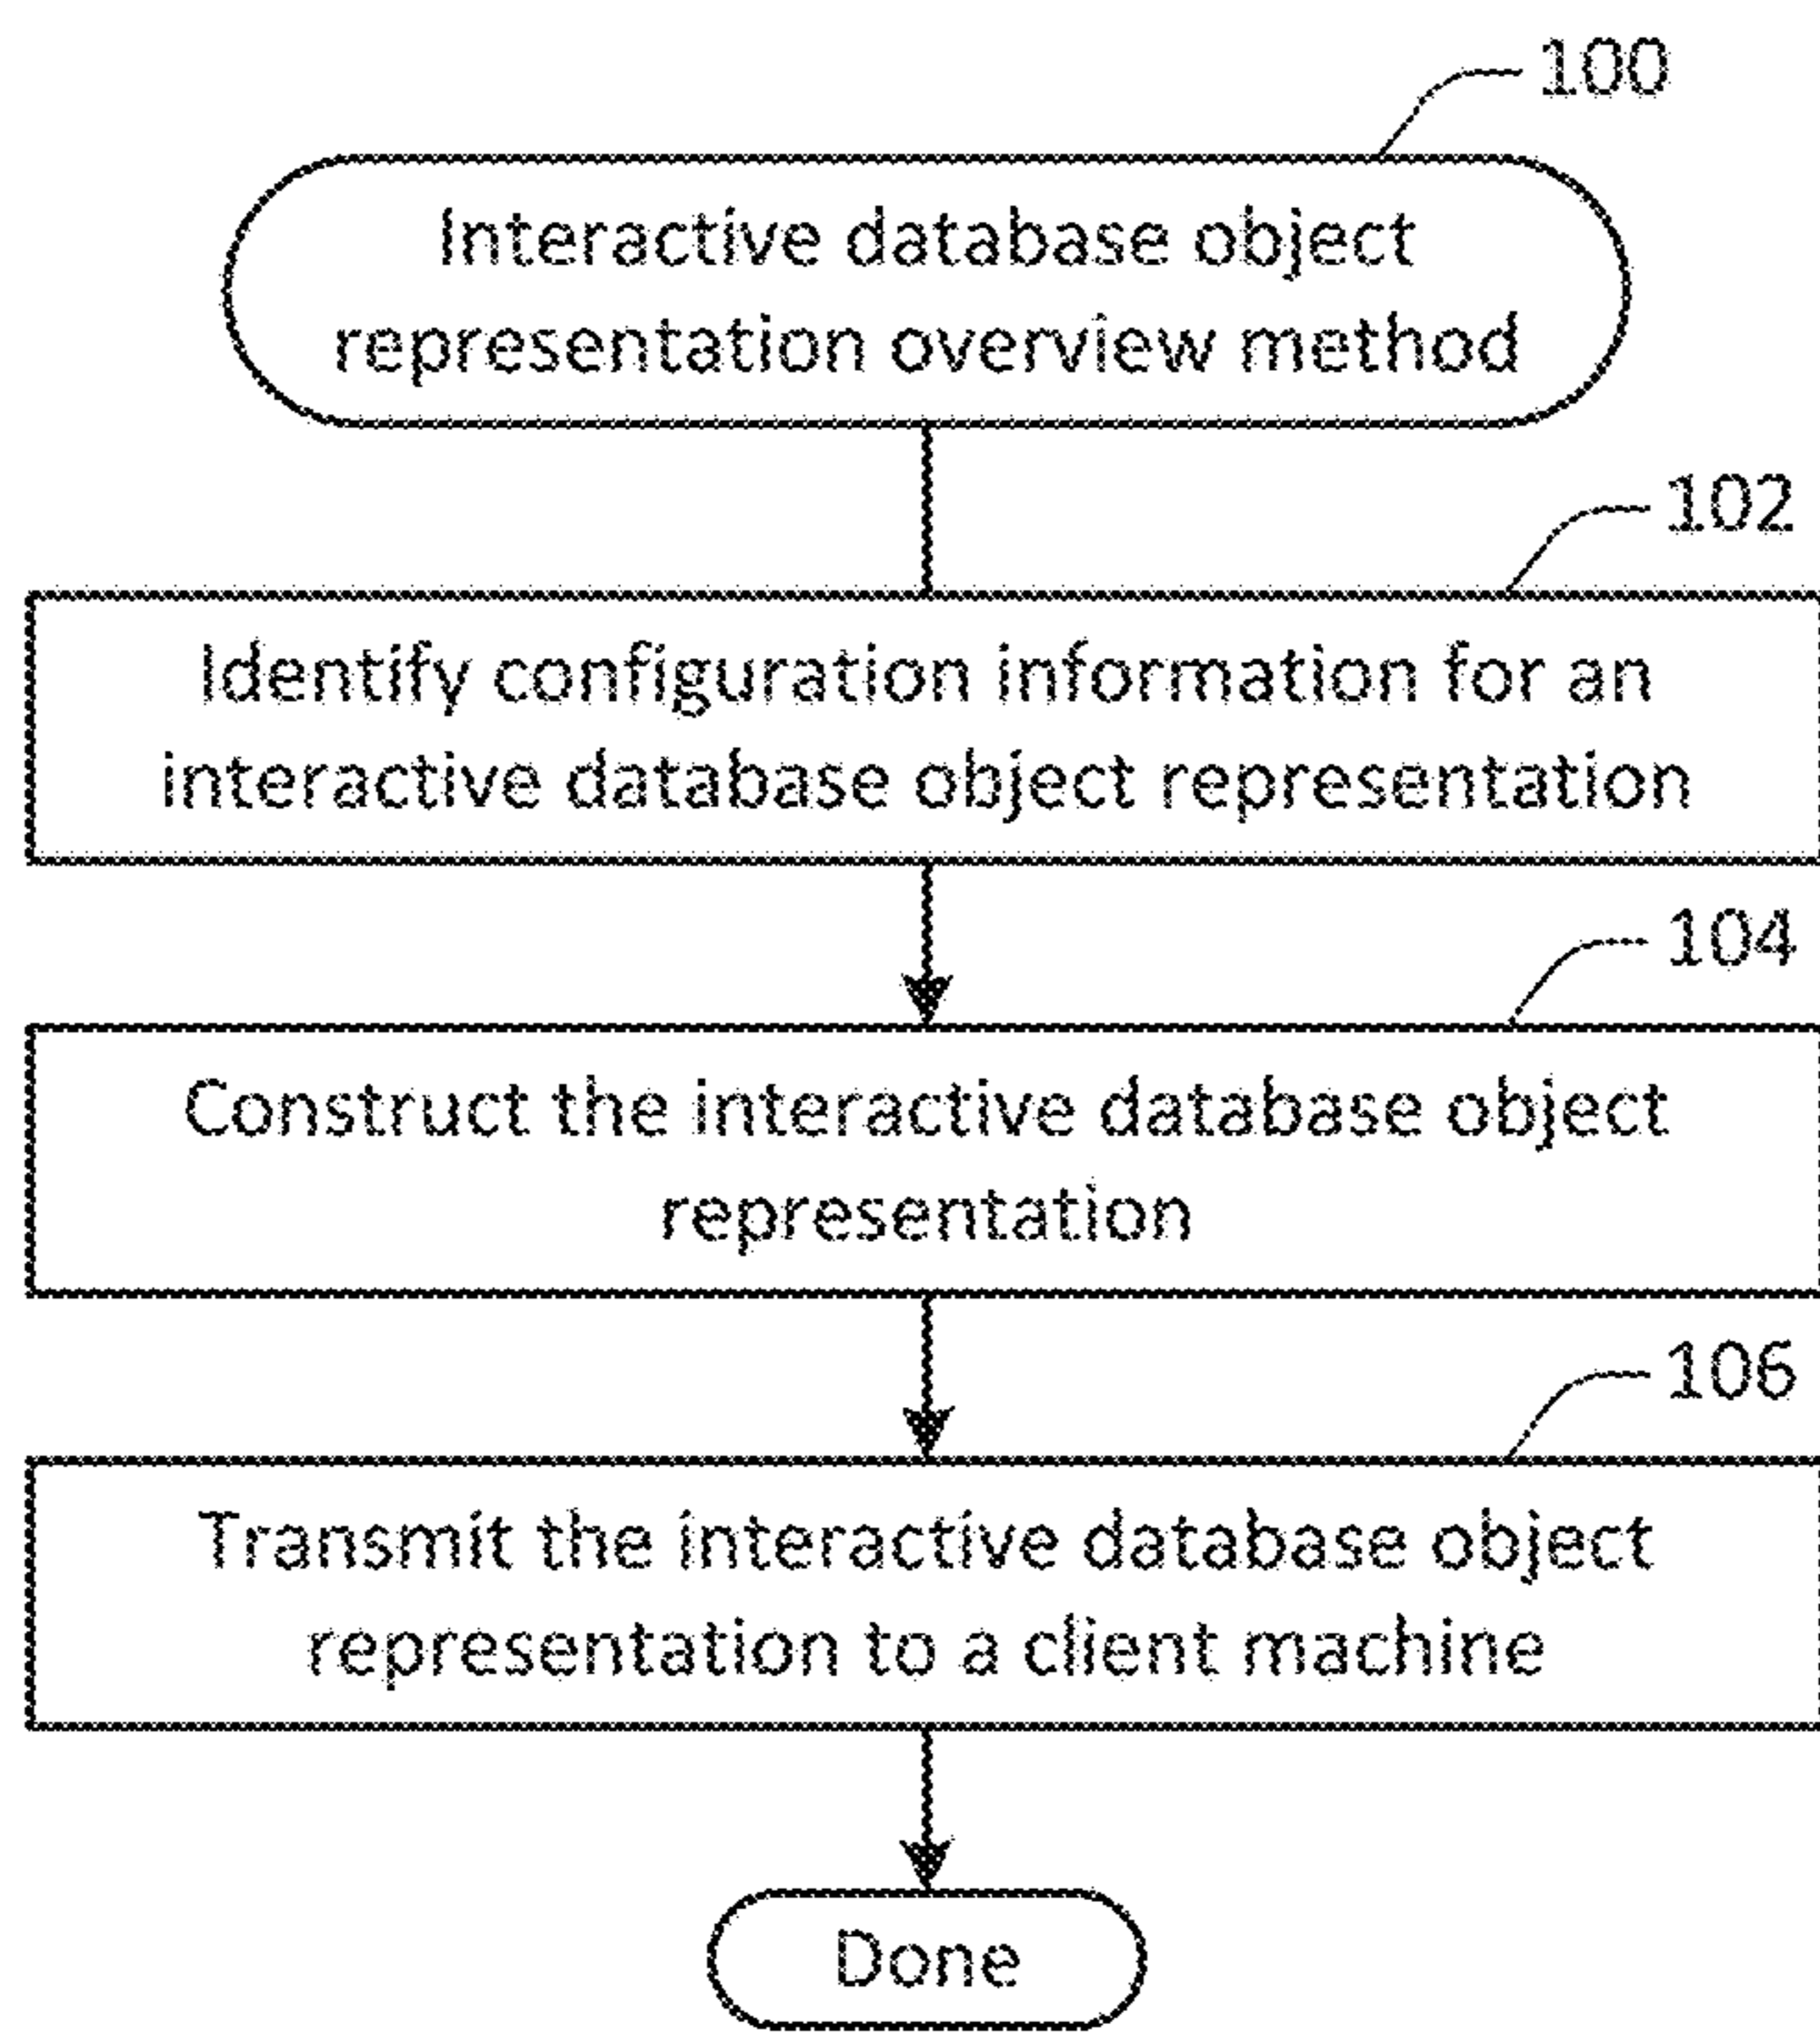 100
Interactive database object
representation overview method
102
Identify configuration information for an
interactive database object representation
104
Construct the interactive database object
representation
106
Transmit the interactive database object
representation to a client machine
Done